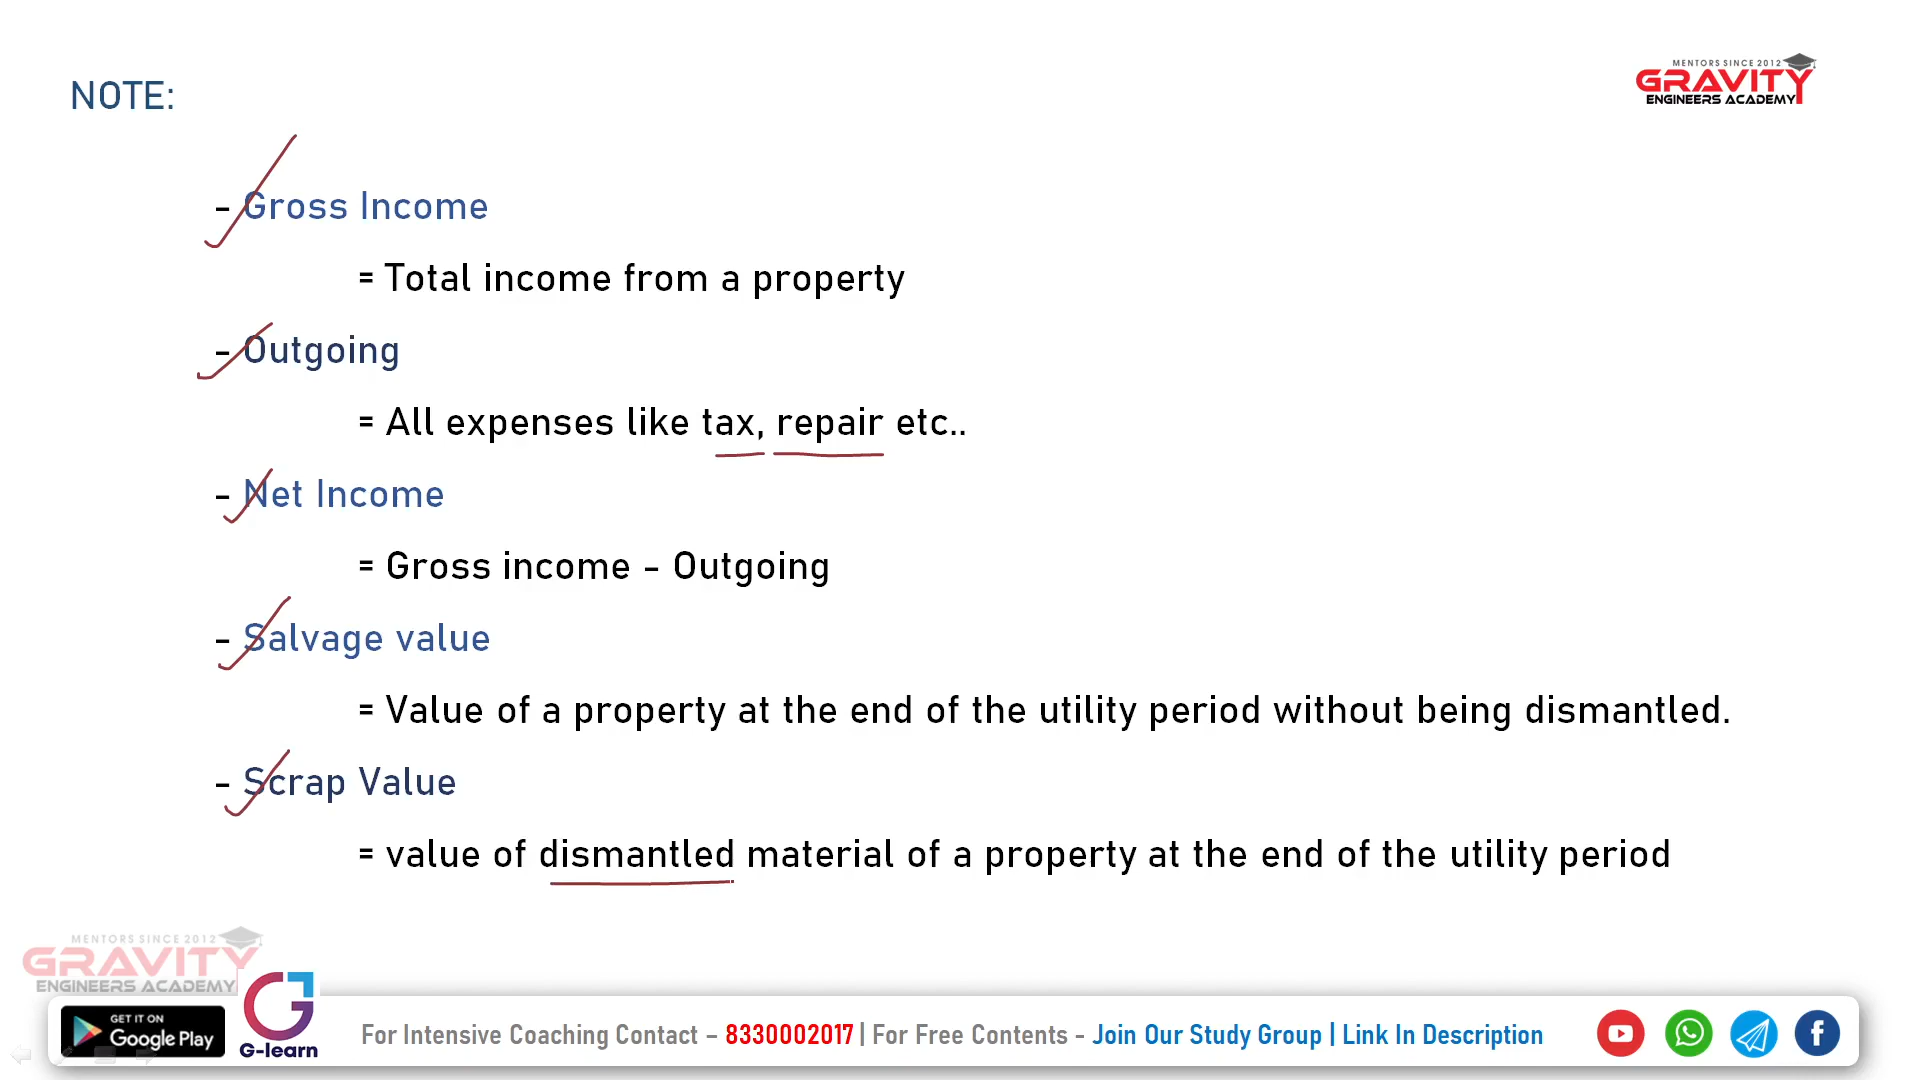 NOTE:
MENTORS SINCE 2012
GRAVITY
ENGINEERS ACADEMY
- Gross Income
= Total income from a property
- Outgoing
= All expenses like tax, repair etc..
- Net Income
= Gross income - Outgoing
- Salvage value
= Value of a property at the end of the utility period without being dismantled.
- Scrap Value
= value of dismantled material of a property at the end of the utility period
MENTORS SINCE 2012
GRAVITY
ENGINEERS ACADEMY
GET IT ON
Google Play
G-learn
For Intensive Coaching Contact – 8330002017 | For Free Contents - Join Our Study Group | Link In Description